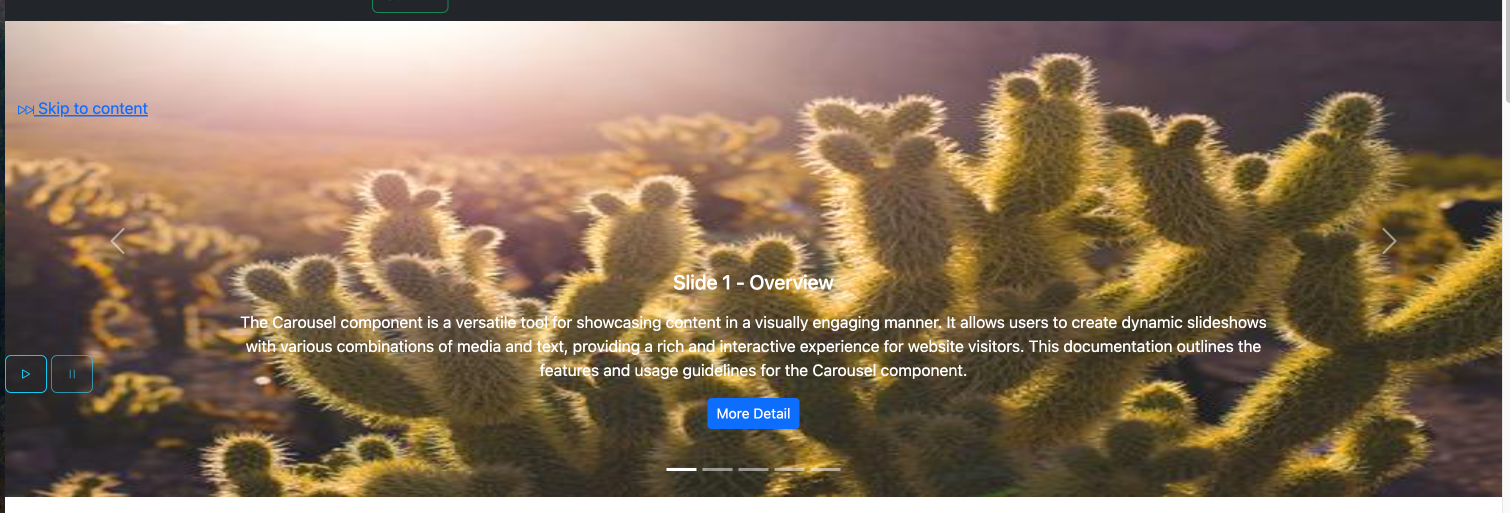 Skip to content
Slide 1 - Overview
The Carousel component is a versatile tool for showcasing content in a visually engaging manner. It allows users to create dynamic slideshows
with various combinations of media and text, providing a rich and interactive experience for website visitors. This documentation outlines the
features and usage guidelines for the Carousel component.
More Detail